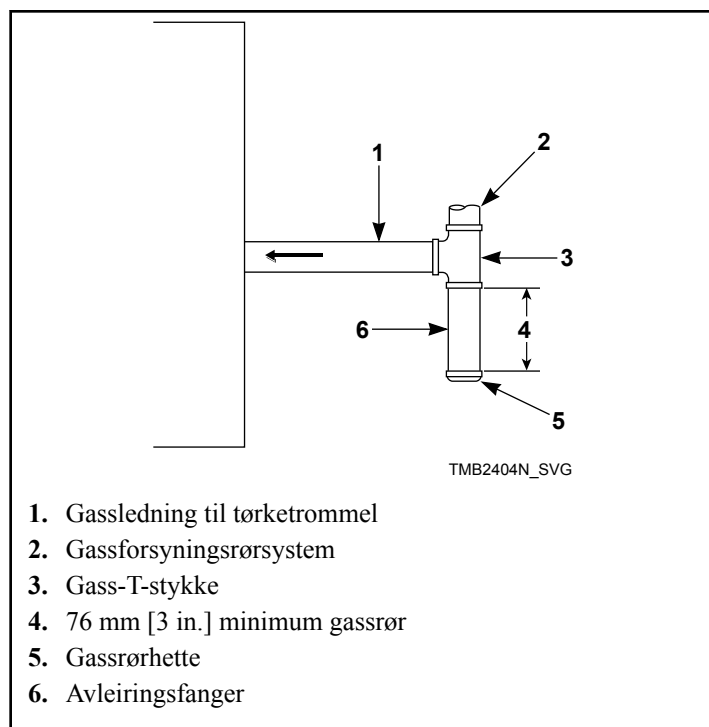 1
2
3
4
6
5
TMB2404N_SVG
1. Gassledning til tørketrommel
2. Gassforsyningsrørsystem
3. Gass-T-stykke
4. 76 mm [3 in.] minimum gassrør
5. Gassrørhette
6. Avleiringsfanger